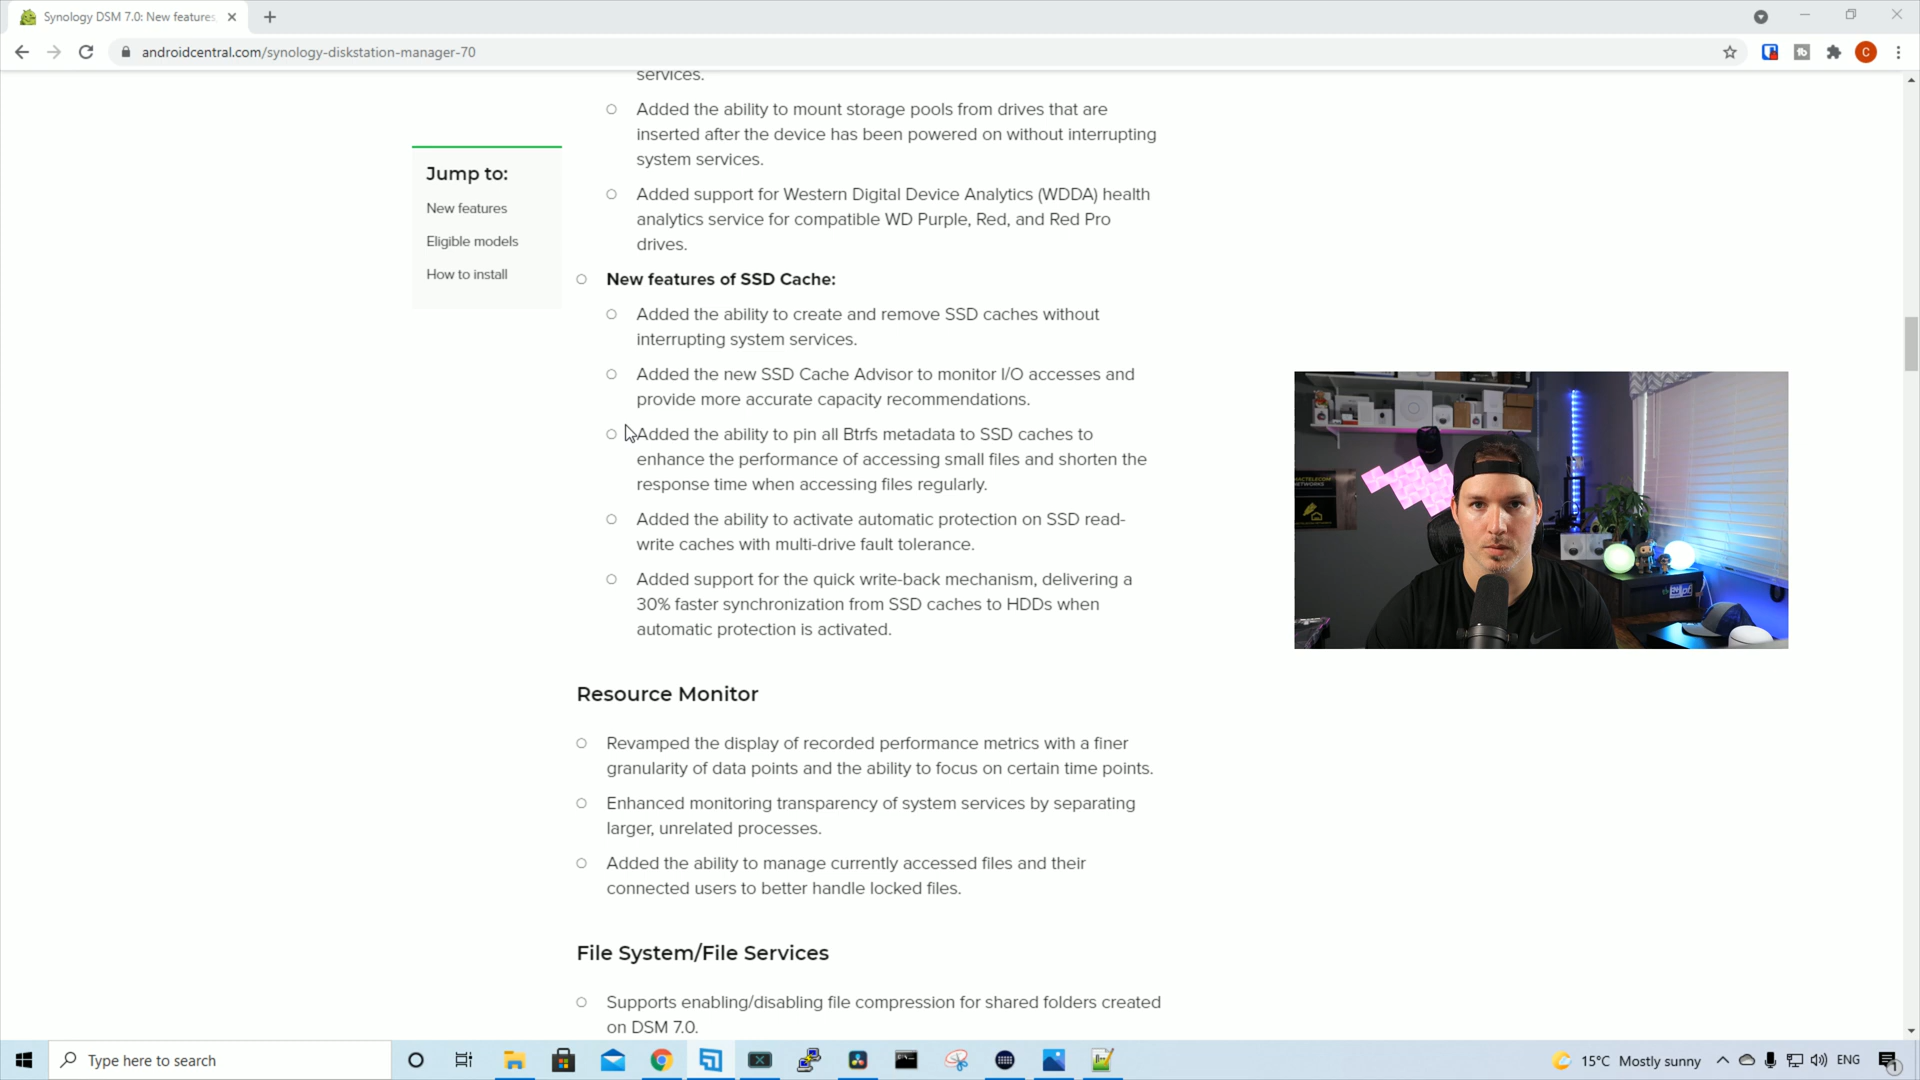 Synology DSM 7.0: New features,
androidcentral.com/synology-diskstation-manager-70
C
services.
Added the ability to mount storage pools from drives that are
inserted after the device has been powered on without interrupting
system services.
Added support for Western Digital Device Analytics (WDDA) health
analytics service for compatible WD Purple, Red, and Red Pro
drives.
Jump to:
New features
Eligible models
How to install
New features of SSD Cache:
Added the ability to create and remove SSD caches without
interrupting system services.
Added the new SSD Cache Advisor to monitor I/O accesses and
provide more accurate capacity recommendations.
Added the ability to pin all Btrfs metadata to SSD caches to
enhance the performance of accessing small files and shorten the
response time when accessing files regularly.
Added the ability to activate automatic protection on SSD read-
write caches with multi-drive fault tolerance.
Added support for the quick write-back mechanism, delivering a
30% faster synchronization from SSD caches to HDDs when
automatic protection is activated.
MACTELECOM
NETWORKS
Resource Monitor
Revamped the display of recorded performance metrics with a finer
granularity of data points and the ability to focus on certain time points.
Enhanced monitoring transparency of system services by separating
larger, unrelated processes.
Added the ability to manage currently accessed files and their
connected users to better handle locked files.
File System/File Services
Supports enabling/disabling file compression for shared folders created
on DSM 7.0.
Type here to search
15°C Mostly sunny
ENG
1